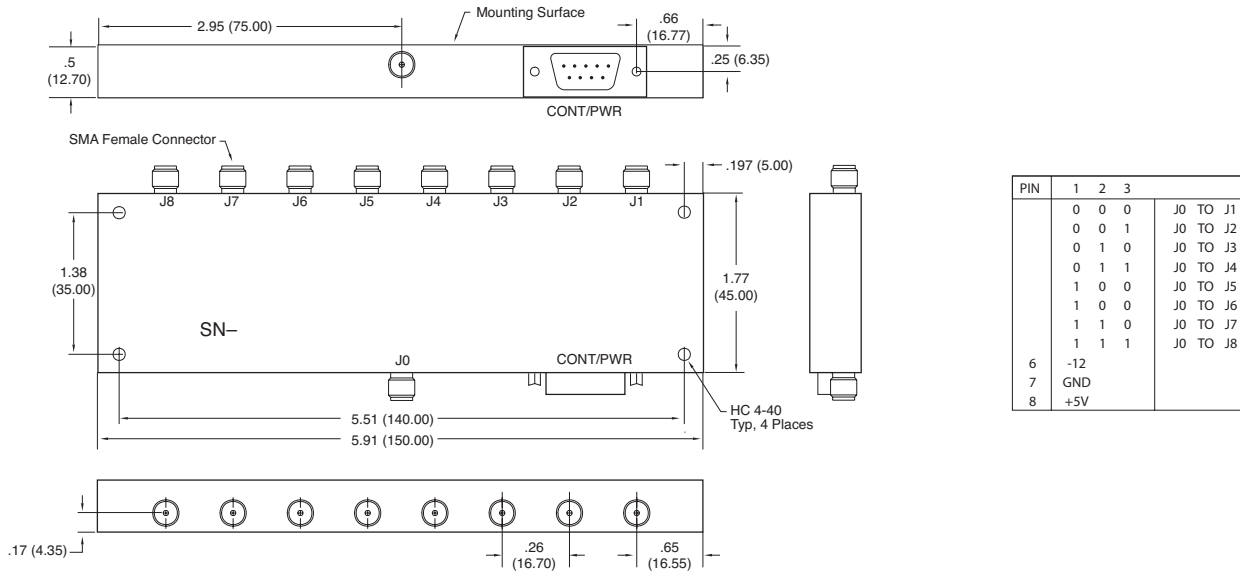 2.95 (75.00)
Mounting Surface
.66
(16.77)
.5
(12.70)
.25 (6.35)
CONT/PWR
SMA Female Connector
.197 (5.00)
J8 J7 J6 J5 J4 J3 J2 J1
1.38
(35.00)
1.77
(45.00)
SN–
J0
CONT/PWR
HC 4-40
Typ, 4 Places
5.51 (140.00)
5.91 (150.00)
.17 (4.35)
.26
(16.70)
.65
(16.55)
PIN 1 2 3
0 0 0 J0 TO J1
0 0 1 J0 TO J2
0 1 0 J0 TO J3
0 1 1 J0 TO J4
1 0 0 J0 TO J5
1 0 0 J0 TO J6
1 1 0 J0 TO J7
1 1 1 J0 TO J8
6 -12
7 GND
8 +5V